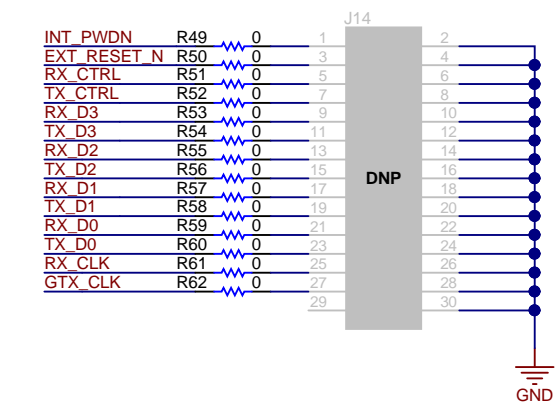 J14
INT_PWDN R49 0 1 2
EXT_RESET_N R50 0 3 4
RX_CTRL R51 0 5 6
TX_CTRL R52 0 7 8
RX_D3 R53 0 9 10
TX_D3 R54 0 11 12
RX_D2 R55 0 13 14
TX_D2 R56 0 15 16
DNP
RX_D1 R57 0 17 18
TX_D1 R58 0 19 20
RX_D0 R59 0 21 22
TX_D0 R60 0 23 24
RX_CLK R61 0 25 26
GTX_CLK R62 0 27 28
29 30
GND